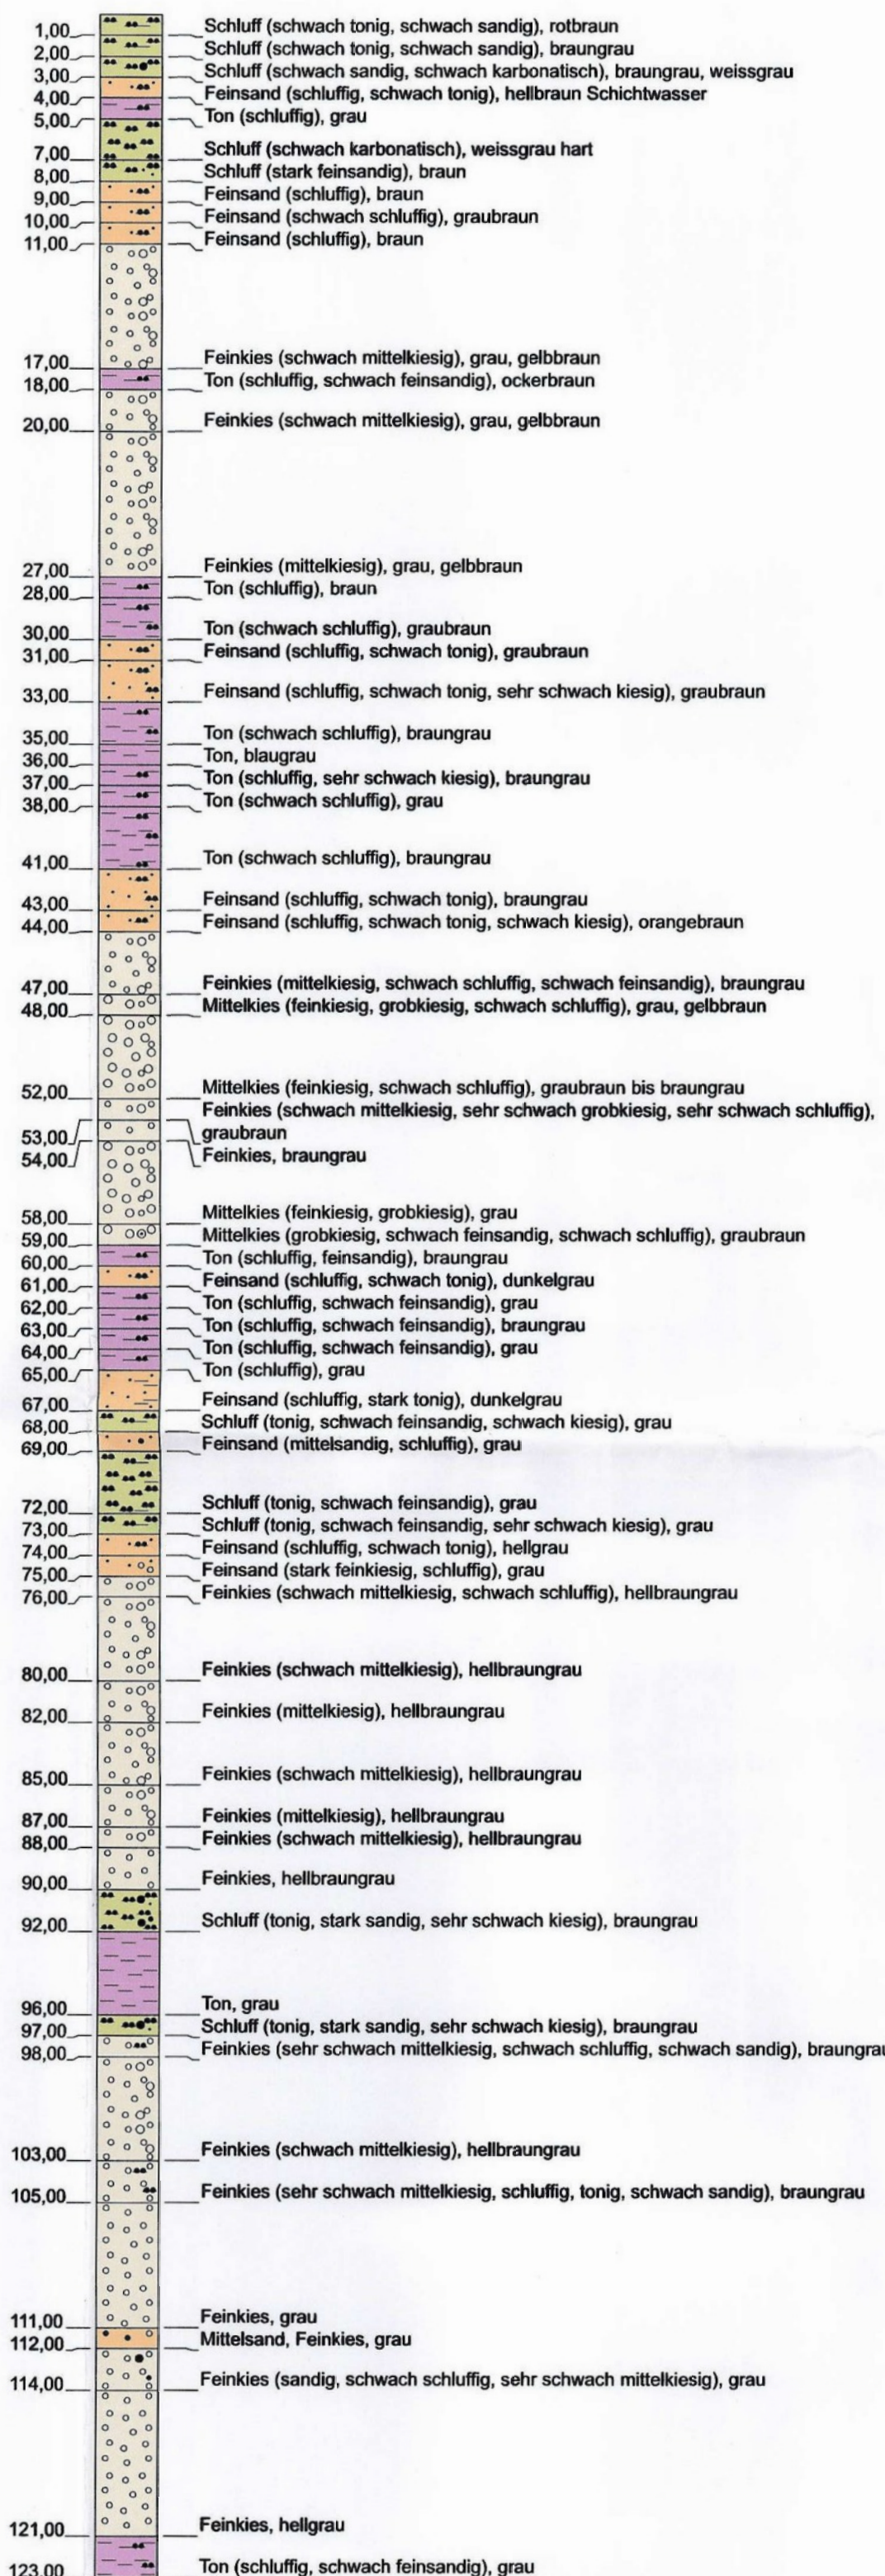 1,00 Schluff (schwach tonig, schwach sandig), rotbraun
2,00 Schluff (schwach tonig, schwach sandig), braungrau
3,00 Schluff (schwach sandig, schwach karbonatisch), braungrau, weissgrau
4,00 Feinsand (schluffig, schwach tonig), hellbraun Schichtwasser
5,00 Ton (schluffig), grau
7,00 Schluff (schwach karbonatisch), weissgrau hart
8,00 Schluff (stark feinsandig), braun
9,00 Feinsand (schluffig), braun
10,00 Feinsand (schwach schluffig), graubraun
11,00 Feinsand (schluffig), braun
17,00 Feinkies (schwach mittelkiesig), grau, gelbbraun
18,00 Ton (schluffig, schwach feinsandig), ockerbraun
20,00 Feinkies (schwach mittelkiesig), grau, gelbbraun
27,00 Feinkies (mittelkiesig), grau, gelbbraun
28,00 Ton (schluffig), braun
30,00 Ton (schwach schluffig), graubraun
31,00 Feinsand (schluffig, schwach tonig), graubraun
33,00 Feinsand (schluffig, schwach tonig, sehr schwach kiesig), graubraun
35,00 Ton (schwach schluffig), braungrau
36,00 Ton, blaugrau
37,00 Ton (schluffig, sehr schwach kiesig), braungrau
38,00 Ton (schwach schluffig), grau
41,00 Ton (schwach schluffig), braungrau
43,00 Feinsand (schluffig, schwach tonig), braungrau
44,00 Feinsand (schluffig, schwach tonig, schwach kiesig), orangebraun
47,00 Feinkies (mittelkiesig, schwach schluffig, schwach feinsandig), braungrau
48,00 Mittelkies (feinkiesig, grobkiesig, schwach schluffig), grau, gelbbraun
52,00 Mittelkies (feinkiesig, schwach schluffig), graubraun bis braungrau
Feinkies (schwach mittelkiesig, sehr schwach grobkiesig, sehr schwach schluffig),
53,00 graubraun
54,00 Feinkies, braungrau
58,00 Mittelkies (feinkiesig, grobkiesig), grau
59,00 Mittelkies (grobkiesig, schwach feinsandig, schwach schluffig), graubraun
60,00 Ton (schluffig, feinsandig), braungrau
61,00 Feinsand (schluffig, schwach tonig), dunkelgrau
62,00 Ton (schluffig, schwach feinsandig), grau
63,00 Ton (schluffig, schwach feinsandig), braungrau
64,00 Ton (schluffig, schwach feinsandig), grau
65,00 Ton (schluffig), grau
67,00 Feinsand (schluffig, stark tonig), dunkelgrau
68,00 Schluff (tonig, schwach feinsandig, schwach kiesig), grau
69,00 Feinsand (mittelsandig, schluffig), grau
72,00 Schluff (tonig, schwach feinsandig), grau
73,00 Schluff (tonig, schwach feinsandig, sehr schwach kiesig), grau
74,00 Feinsand (schluffig, schwach tonig), hellgrau
75,00 Feinsand (stark feinkiesig, schluffig), grau
76,00 Feinkies (schwach mittelkiesig, schwach schluffig), hellbraungrau
80,00 Feinkies (schwach mittelkiesig), hellbraungrau
82,00 Feinkies (mittelkiesig), hellbraungrau
85,00 Feinkies (schwach mittelkiesig), hellbraungrau
87,00 Feinkies (mittelkiesig), hellbraungrau
88,00 Feinkies (schwach mittelkiesig), hellbraungrau
90,00 Feinkies, hellbraungrau
92,00 Schluff (tonig, stark sandig, sehr schwach kiesig), braungrau
96,00 Ton, grau
97,00 Schluff (tonig, stark sandig, sehr schwach kiesig), braungrau
98,00 Feinkies (sehr schwach mittelkiesig, schwach schluffig, schwach sandig), braungrau
103,00 Feinkies (schwach mittelkiesig), hellbraungrau
105,00 Feinkies (sehr schwach mittelkiesig, schluffig, tonig, schwach sandig), braungrau
111,00 Feinkies, grau
112,00 Mittelsand, Feinkies, grau
114,00 Feinkies (sandig, schwach schluffig, sehr schwach mittelkiesig), grau
121,00 Feinkies, hellgrau
123,00 Ton (schluffig, schwach feinsandig), grau